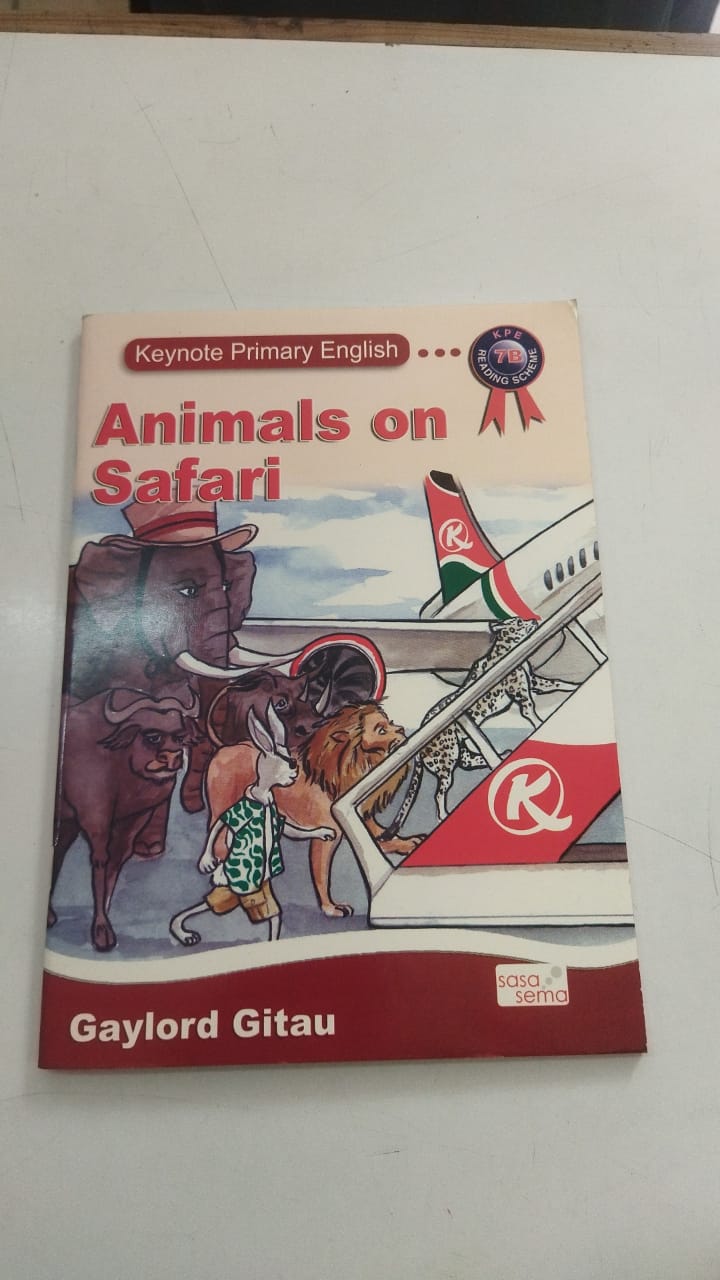 Keynote Primary English
KPE
7B
READING SCHEME
Animals on
Safari
K
K
sasa
sema
Gaylord Gitau